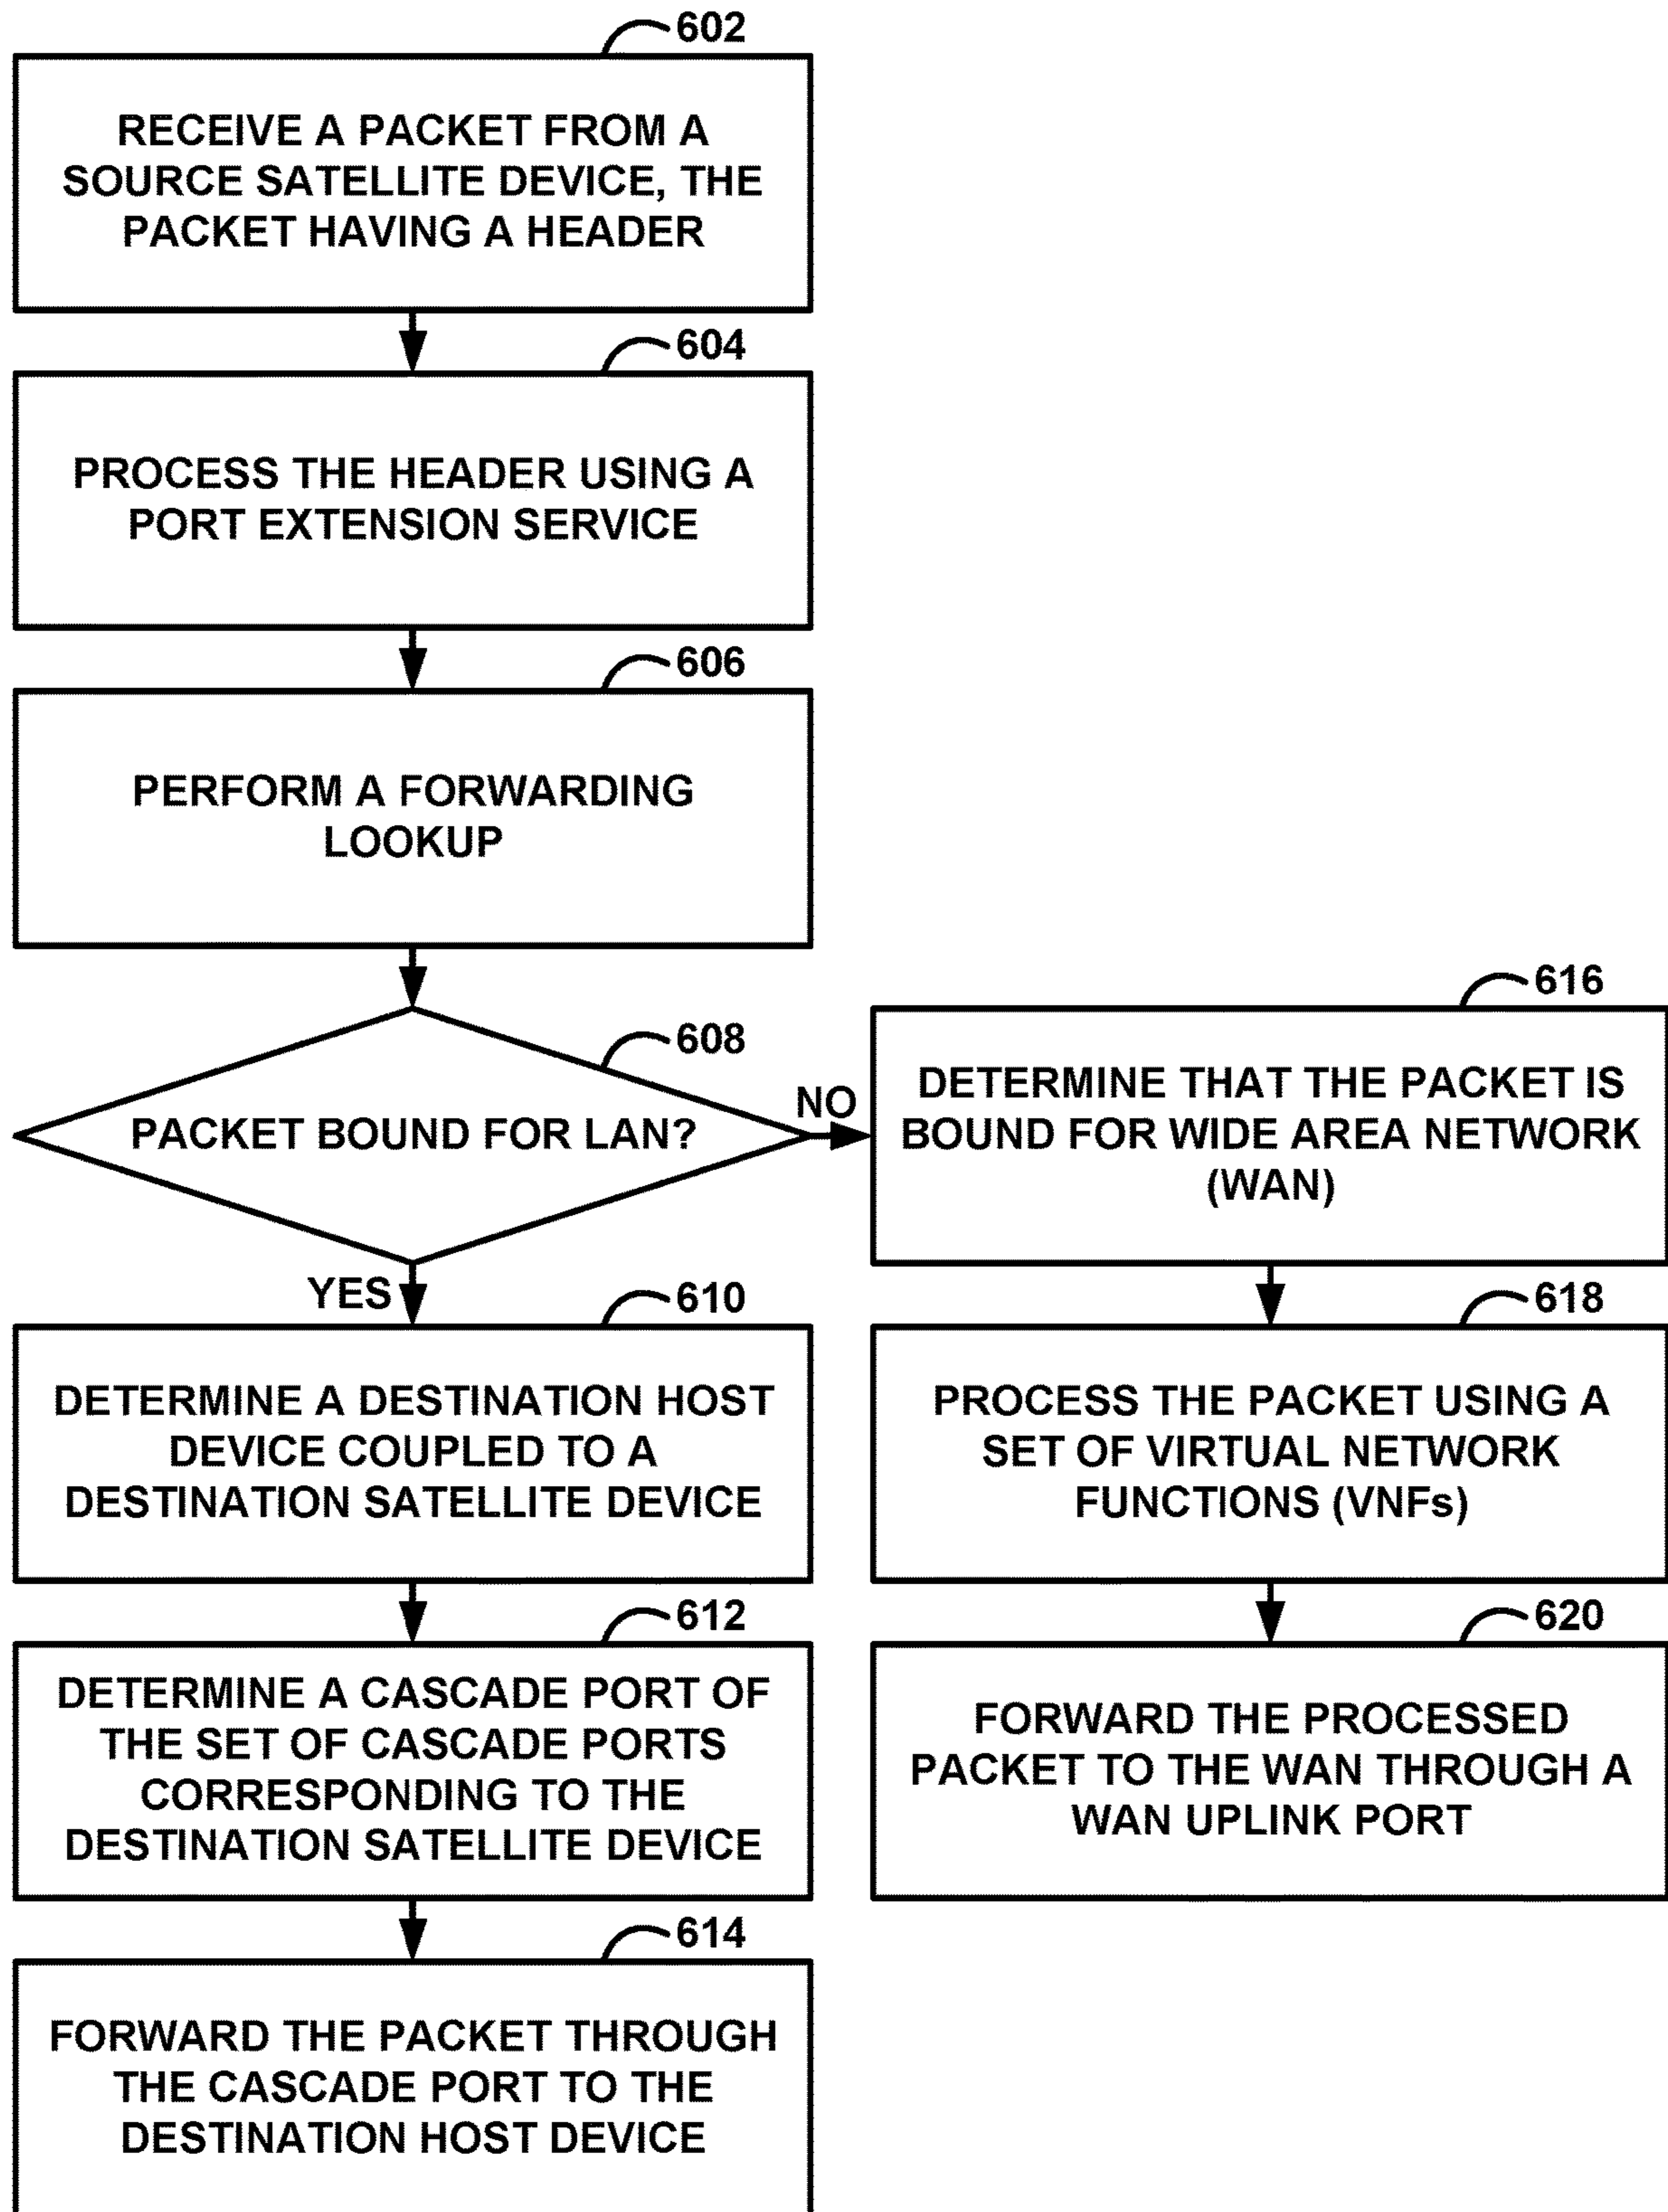 602
RECEIVE A PACKET FROM A
SOURCE SATELLITE DEVICE, THE
PACKET HAVING A HEADER
604
PROCESS THE HEADER USING A
PORT EXTENSION SERVICE
606
PERFORM A FORWARDING
LOOKUP
608
PACKET BOUND FOR LAN?
NO
YES
610
DETERMINE A DESTINATION HOST
DEVICE COUPLED TO A
DESTINATION SATELLITE DEVICE
612
DETERMINE A CASCADE PORT OF
THE SET OF CASCADE PORTS
CORRESPONDING TO THE
DESTINATION SATELLITE DEVICE
614
FORWARD THE PACKET THROUGH
THE CASCADE PORT TO THE
DESTINATION HOST DEVICE
616
DETERMINE THAT THE PACKET IS
BOUND FOR WIDE AREA NETWORK
(WAN)
618
PROCESS THE PACKET USING A
SET OF VIRTUAL NETWORK
FUNCTIONS (VNFs)
620
FORWARD THE PROCESSED
PACKET TO THE WAN THROUGH A
WAN UPLINK PORT